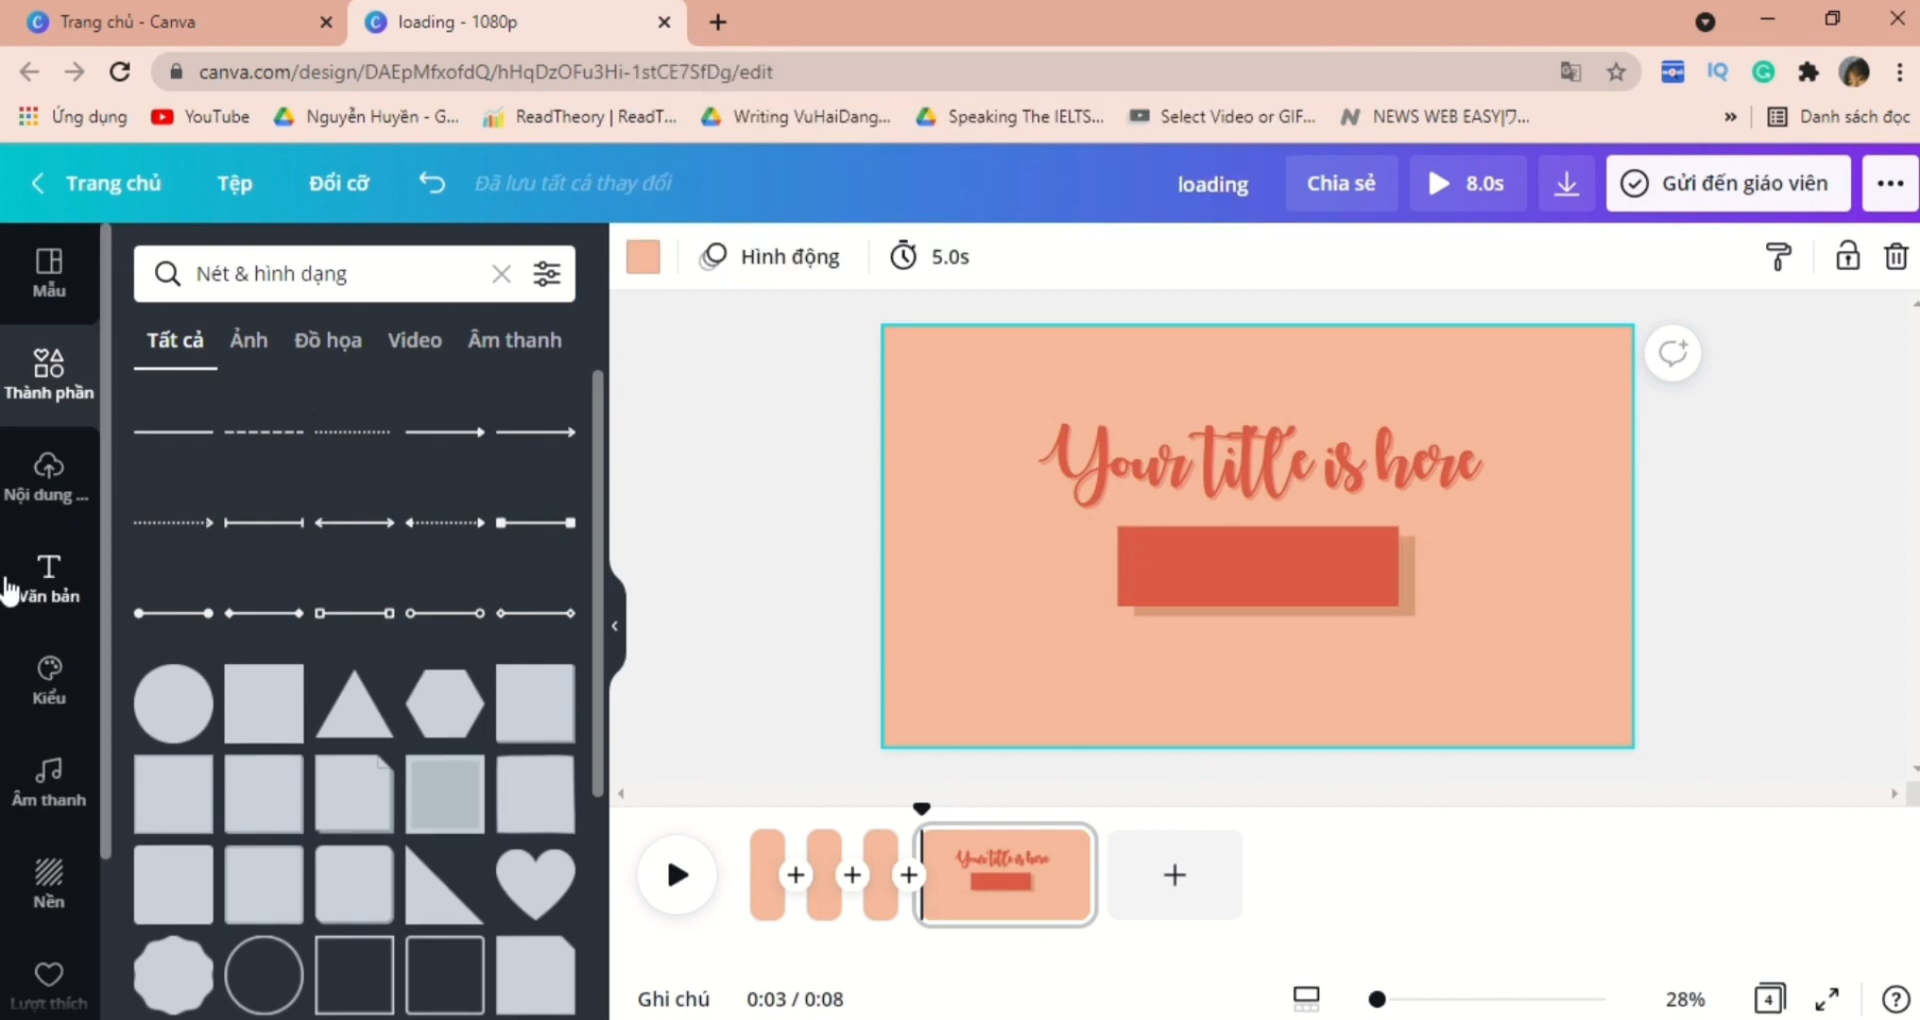 Trang chủ - Canva
loading - 1080p
canva.com/design/DAEpMfxofdQ/hHqDzOFu3Hi-1stCE7SfDg/edit
Ứng dụng
YouTube
Nguyễn Huyền - G...
ReadTheory | ReadT...
Writing VuHaiDang...
Speaking The IELTS...
Select Video or GIF...
NEWS WEB EASY|ワ...
»
Danh sách đọc
Trang chủ
Tệp
Đổi cỡ
Đã lưu tất cả thay đổi
loading
Chia sẻ
8.0s
Gửi đến giáo viên
Mẫu
Nét & hình dạng
Hình động
5.0s
Tất cả
Ảnh
Đồ họa
Video
Âm thanh
Thành phần
Nội dung ...
Văn bản
Kiểu
Âm thanh
Nền
Lượt thích
Your title is here
Your title is here
Ghi chú
0:03 / 0:08
28%
4